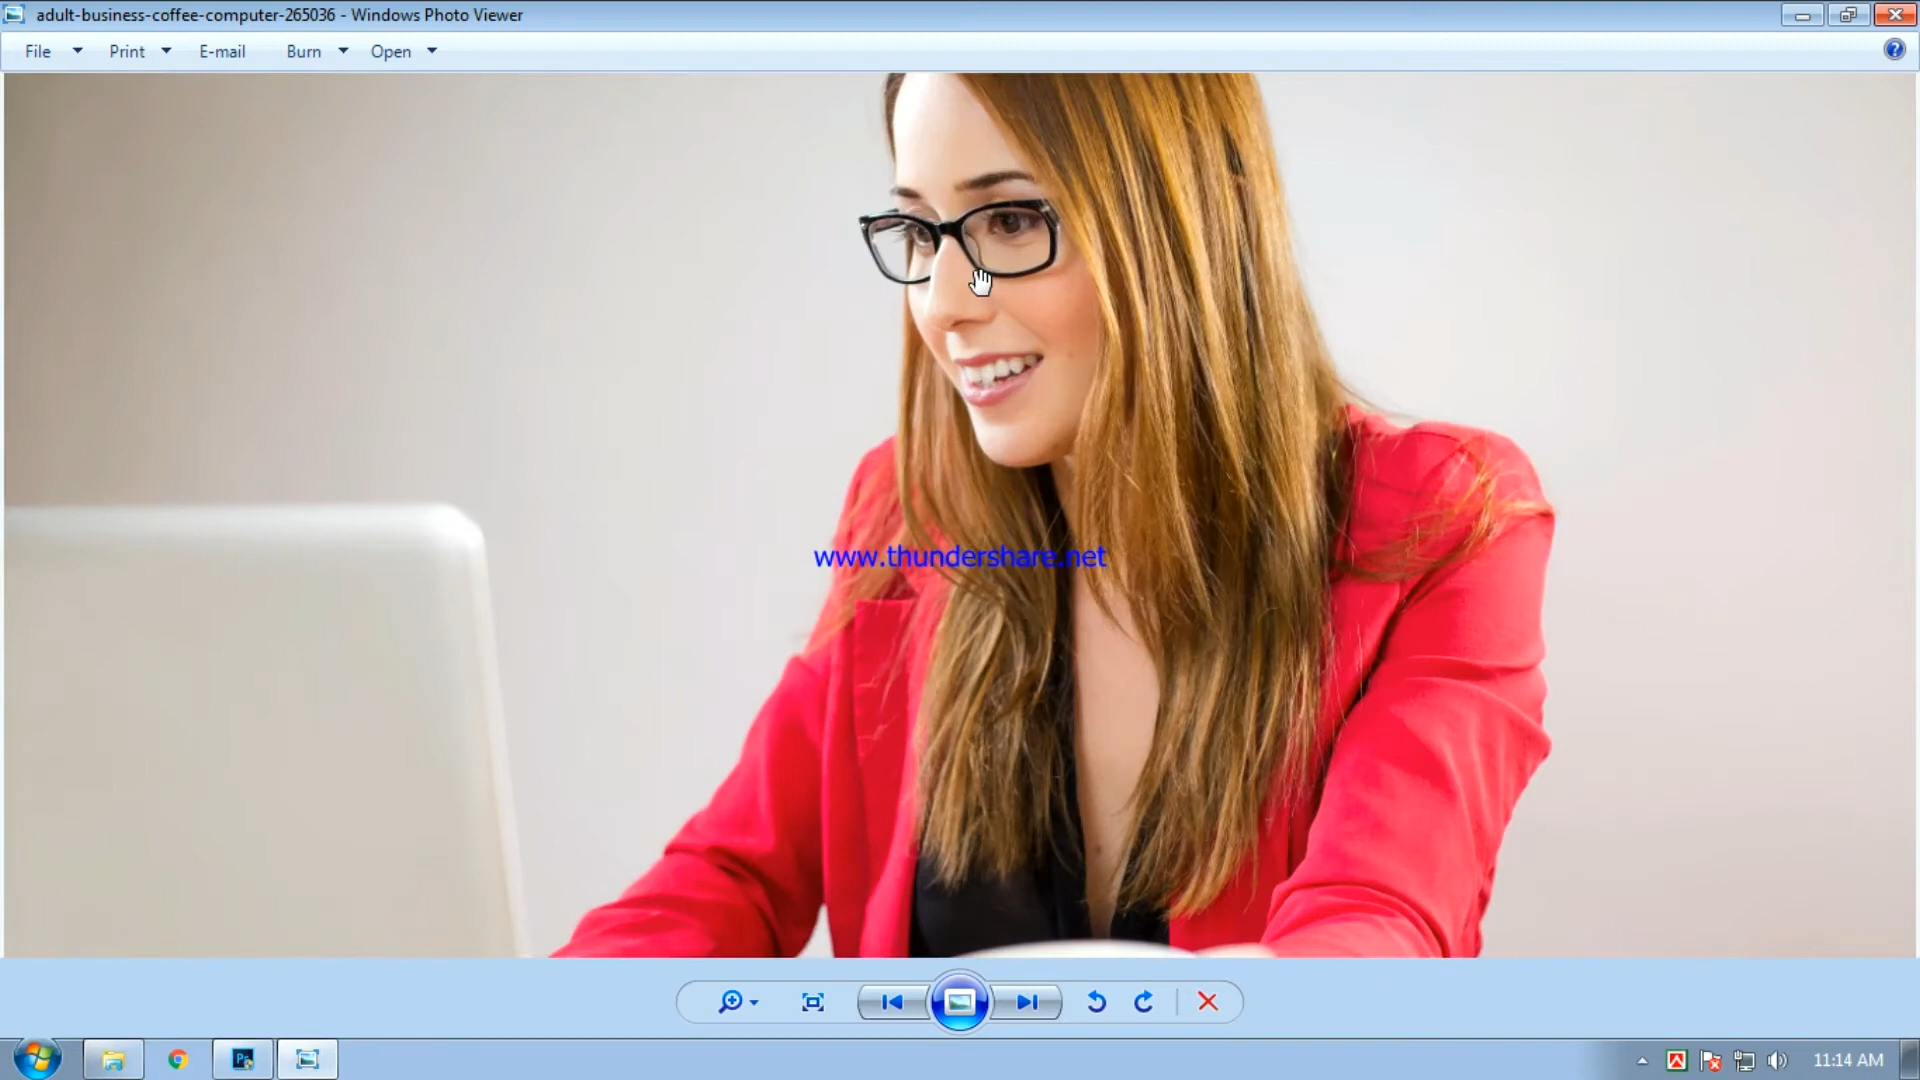 adult-business-coffee-computer-265036 - Windows Photo Viewer
File Print E-mail Burn Open
www.thundershare.net
Ps
11:14 AM